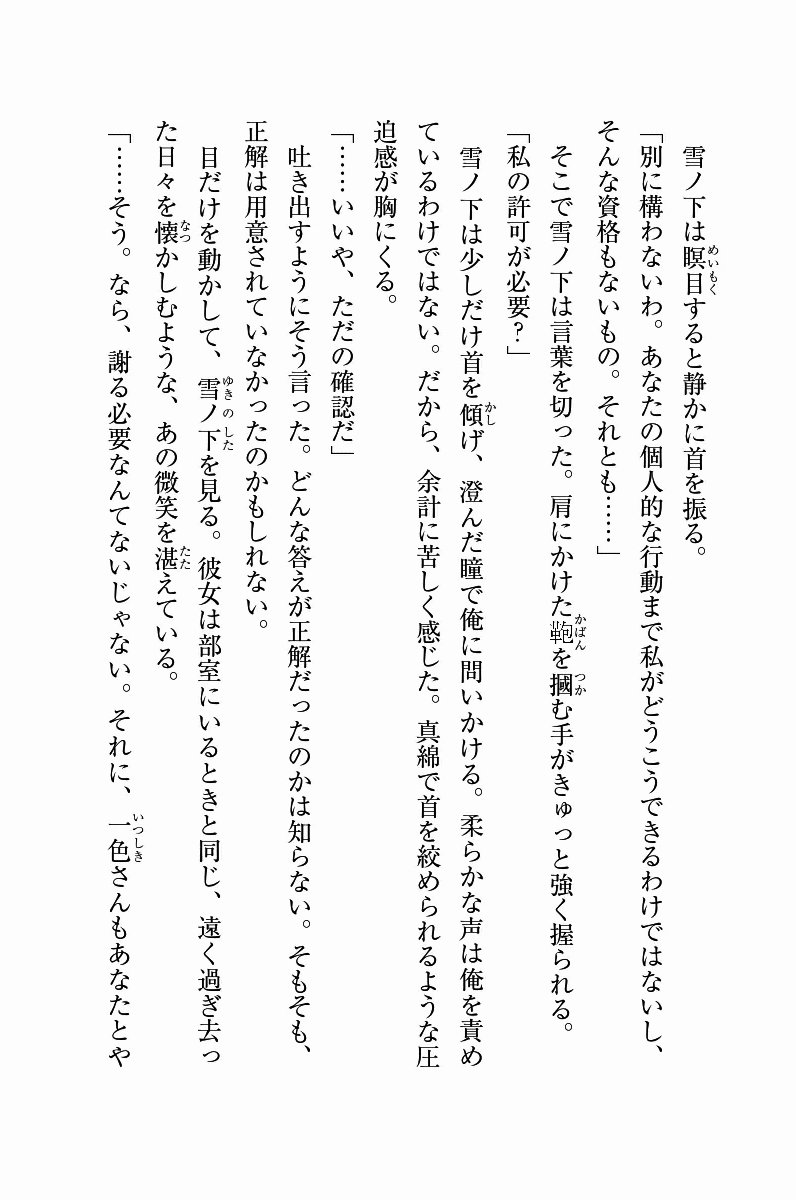 雪ノ下は瞑目すると静かに首を振る。
「別に構わないわ。あなたの個人的な行動まで私がどうこうできるわけではないし、
そんな資格もないもの。それとも……」
そこで雪ノ下は言葉を切った。肩にかけた鞄を摑む手がきゅっと強く握られる。
「私の許可が必要？」
雪ノ下は少しだけ首を傾げ、澄んだ瞳で俺に問いかける。柔らかな声は俺を責め
ているわけではない。だから、余計に苦しく感じた。真綿で首を絞められるような圧
迫感が胸にくる。
「……いいや、ただの確認だ」
吐き出すようにそう言った。どんな答えが正解だったのかは知らない。そもそも、
正解は用意されていなかったのかもしれない。
目だけを動かして、雪ノ下を見る。彼女は部室にいるときと同じ、遠く過ぎ去っ
た日々を懐かしむような、あの微笑を湛えている。
「……そう。なら、謝る必要なんてないじゃない。それに、一色さんもあなたとや